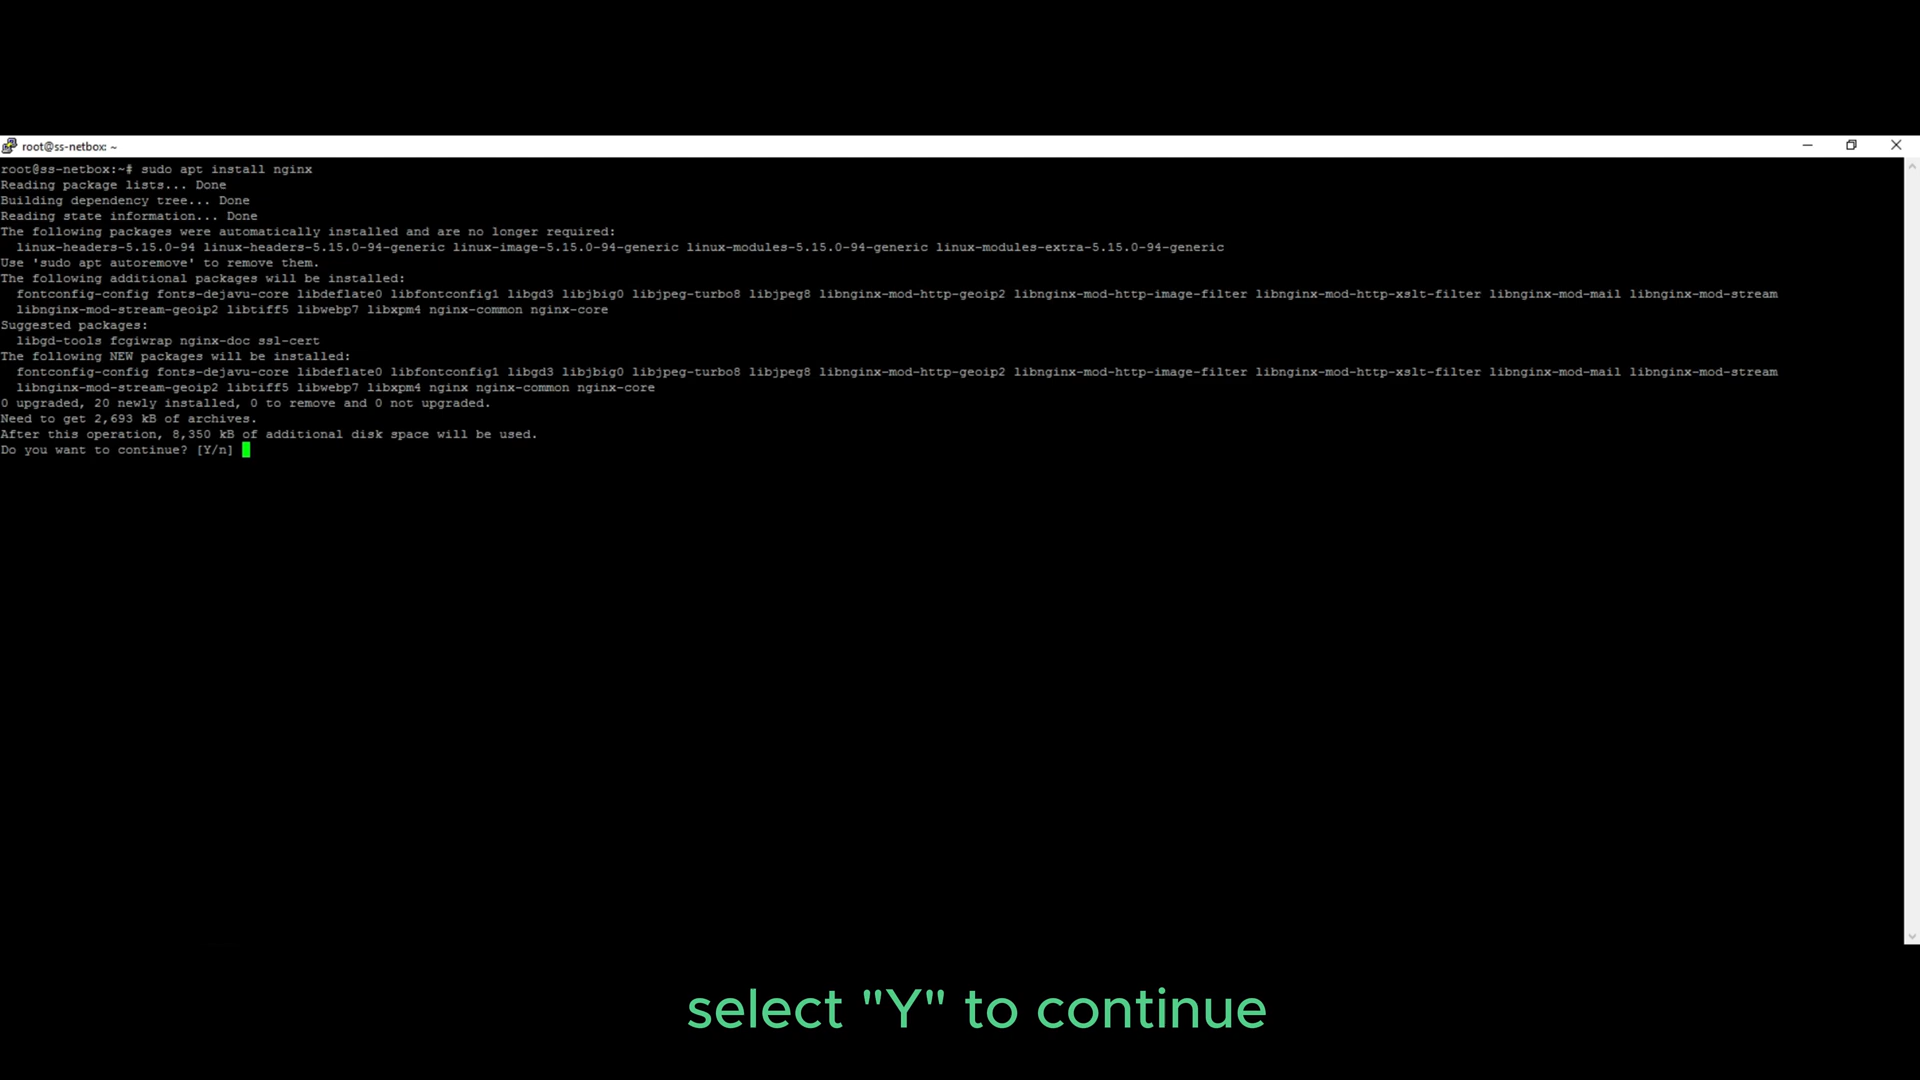 root@ss-netbox: ~
root@ss-netbox:~# sudo apt install nginx
Reading package lists... Done
Building dependency tree... Done
Reading state information... Done
The following packages were automatically installed and are no longer required:
  linux-headers-5.15.0-94 linux-headers-5.15.0-94-generic linux-image-5.15.0-94-generic linux-modules-5.15.0-94-generic linux-modules-extra-5.15.0-94-generic
Use 'sudo apt autoremove' to remove them.
The following additional packages will be installed:
  fontconfig-config fonts-dejavu-core libdeflate0 libfontconfig1 libgd3 libjbig0 libjpeg-turbo8 libjpeg8 libnginx-mod-http-geoip2 libnginx-mod-http-image-filter libnginx-mod-http-xslt-filter libnginx-mod-mail libnginx-mod-stream
  libnginx-mod-stream-geoip2 libtiff5 libwebp7 libxpm4 nginx-common nginx-core
Suggested packages:
  libgd-tools fcgiwrap nginx-doc ssl-cert
The following NEW packages will be installed:
  fontconfig-config fonts-dejavu-core libdeflate0 libfontconfig1 libgd3 libjbig0 libjpeg-turbo8 libjpeg8 libnginx-mod-http-geoip2 libnginx-mod-http-image-filter libnginx-mod-http-xslt-filter libnginx-mod-mail libnginx-mod-stream
  libnginx-mod-stream-geoip2 libtiff5 libwebp7 libxpm4 nginx nginx-common nginx-core
0 upgraded, 20 newly installed, 0 to remove and 0 not upgraded.
Need to get 2,693 kB of archives.
After this operation, 8,350 kB of additional disk space will be used.
Do you want to continue? [Y/n]
select "Y" to continue